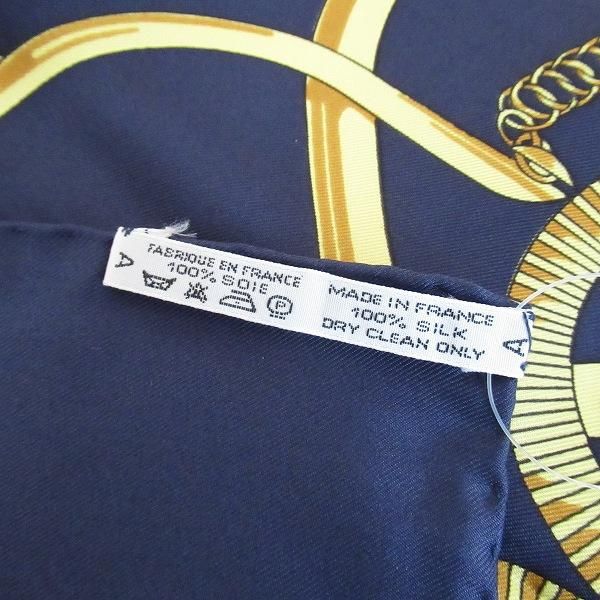 FABRIQUE EN FRANCE
100% SOIE
A
P
MADE IN FRANCE
100% SILK
DRY CLEAN ONLY
A